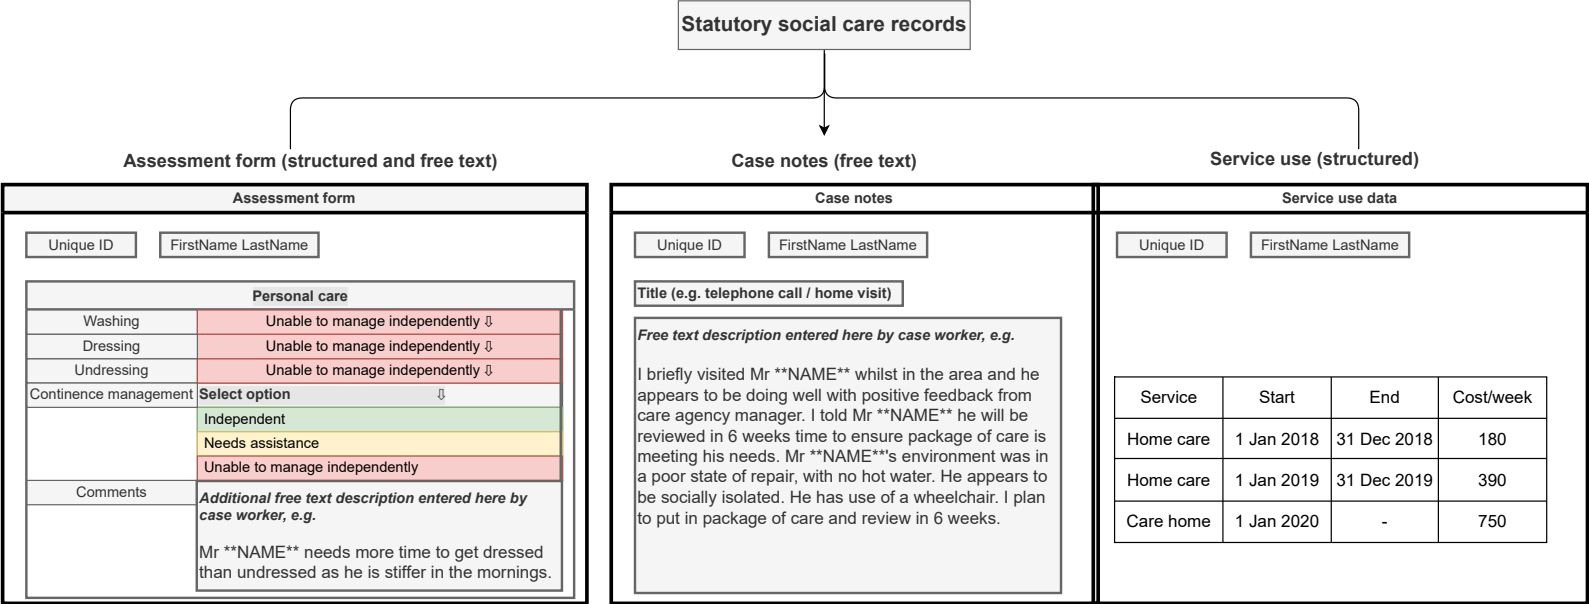 Statutory social care records
Assessment form (structured and free text)
Assessment form
Unique ID
FirstName LastName
Personal care
Washing
Unable to manage independently ⇩
Dressing
Unable to manage independently ⇩
Undressing
Unable to manage independently ⇩
Continence management
Select option ⇩
Independent
Needs assistance
Unable to manage independently
Comments
Additional free text description entered here by
case worker, e.g.
Mr **NAME** needs more time to get dressed
than undressed as he is stiffer in the mornings.
Case notes (free text)
Case notes
Unique ID
FirstName LastName
Title (e.g. telephone call / home visit)
Free text description entered here by case worker, e.g.
I briefly visited Mr **NAME** whilst in the area and he
appears to be doing well with positive feedback from
care agency manager. I told Mr **NAME** he will be
reviewed in 6 weeks time to ensure package of care is
meeting his needs. Mr **NAME**'s environment was in
a poor state of repair, with no hot water. He appears to
be socially isolated. He has use of a wheelchair. I plan
to put in package of care and review in 6 weeks.
Service use (structured)
Service use data
Unique ID
FirstName LastName
Service Start End Cost/week
Home care 1 Jan 2018 31 Dec 2018 180
Home care 1 Jan 2019 31 Dec 2019 390
Care home 1 Jan 2020 - 750